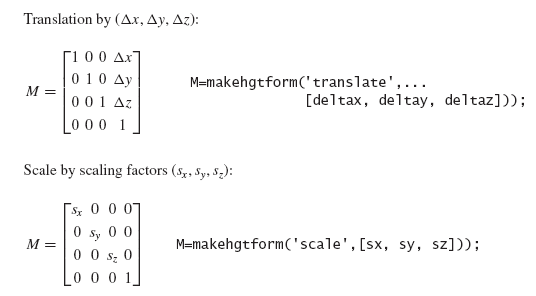 Translation by (Δx, Δy, Δz):
M = [1 0 0 Δx
0 1 0 Δy
0 0 1 Δz
0 0 0 1]
M=makehgtform('translate',...
[deltax, deltay, deltaz]));
Scale by scaling factors (sx, sy, sz):
M = [sx 0 0 0
0 sy 0 0
0 0 sz 0
0 0 0 1]
M=makehgtform('scale',[sx, sy, sz]));